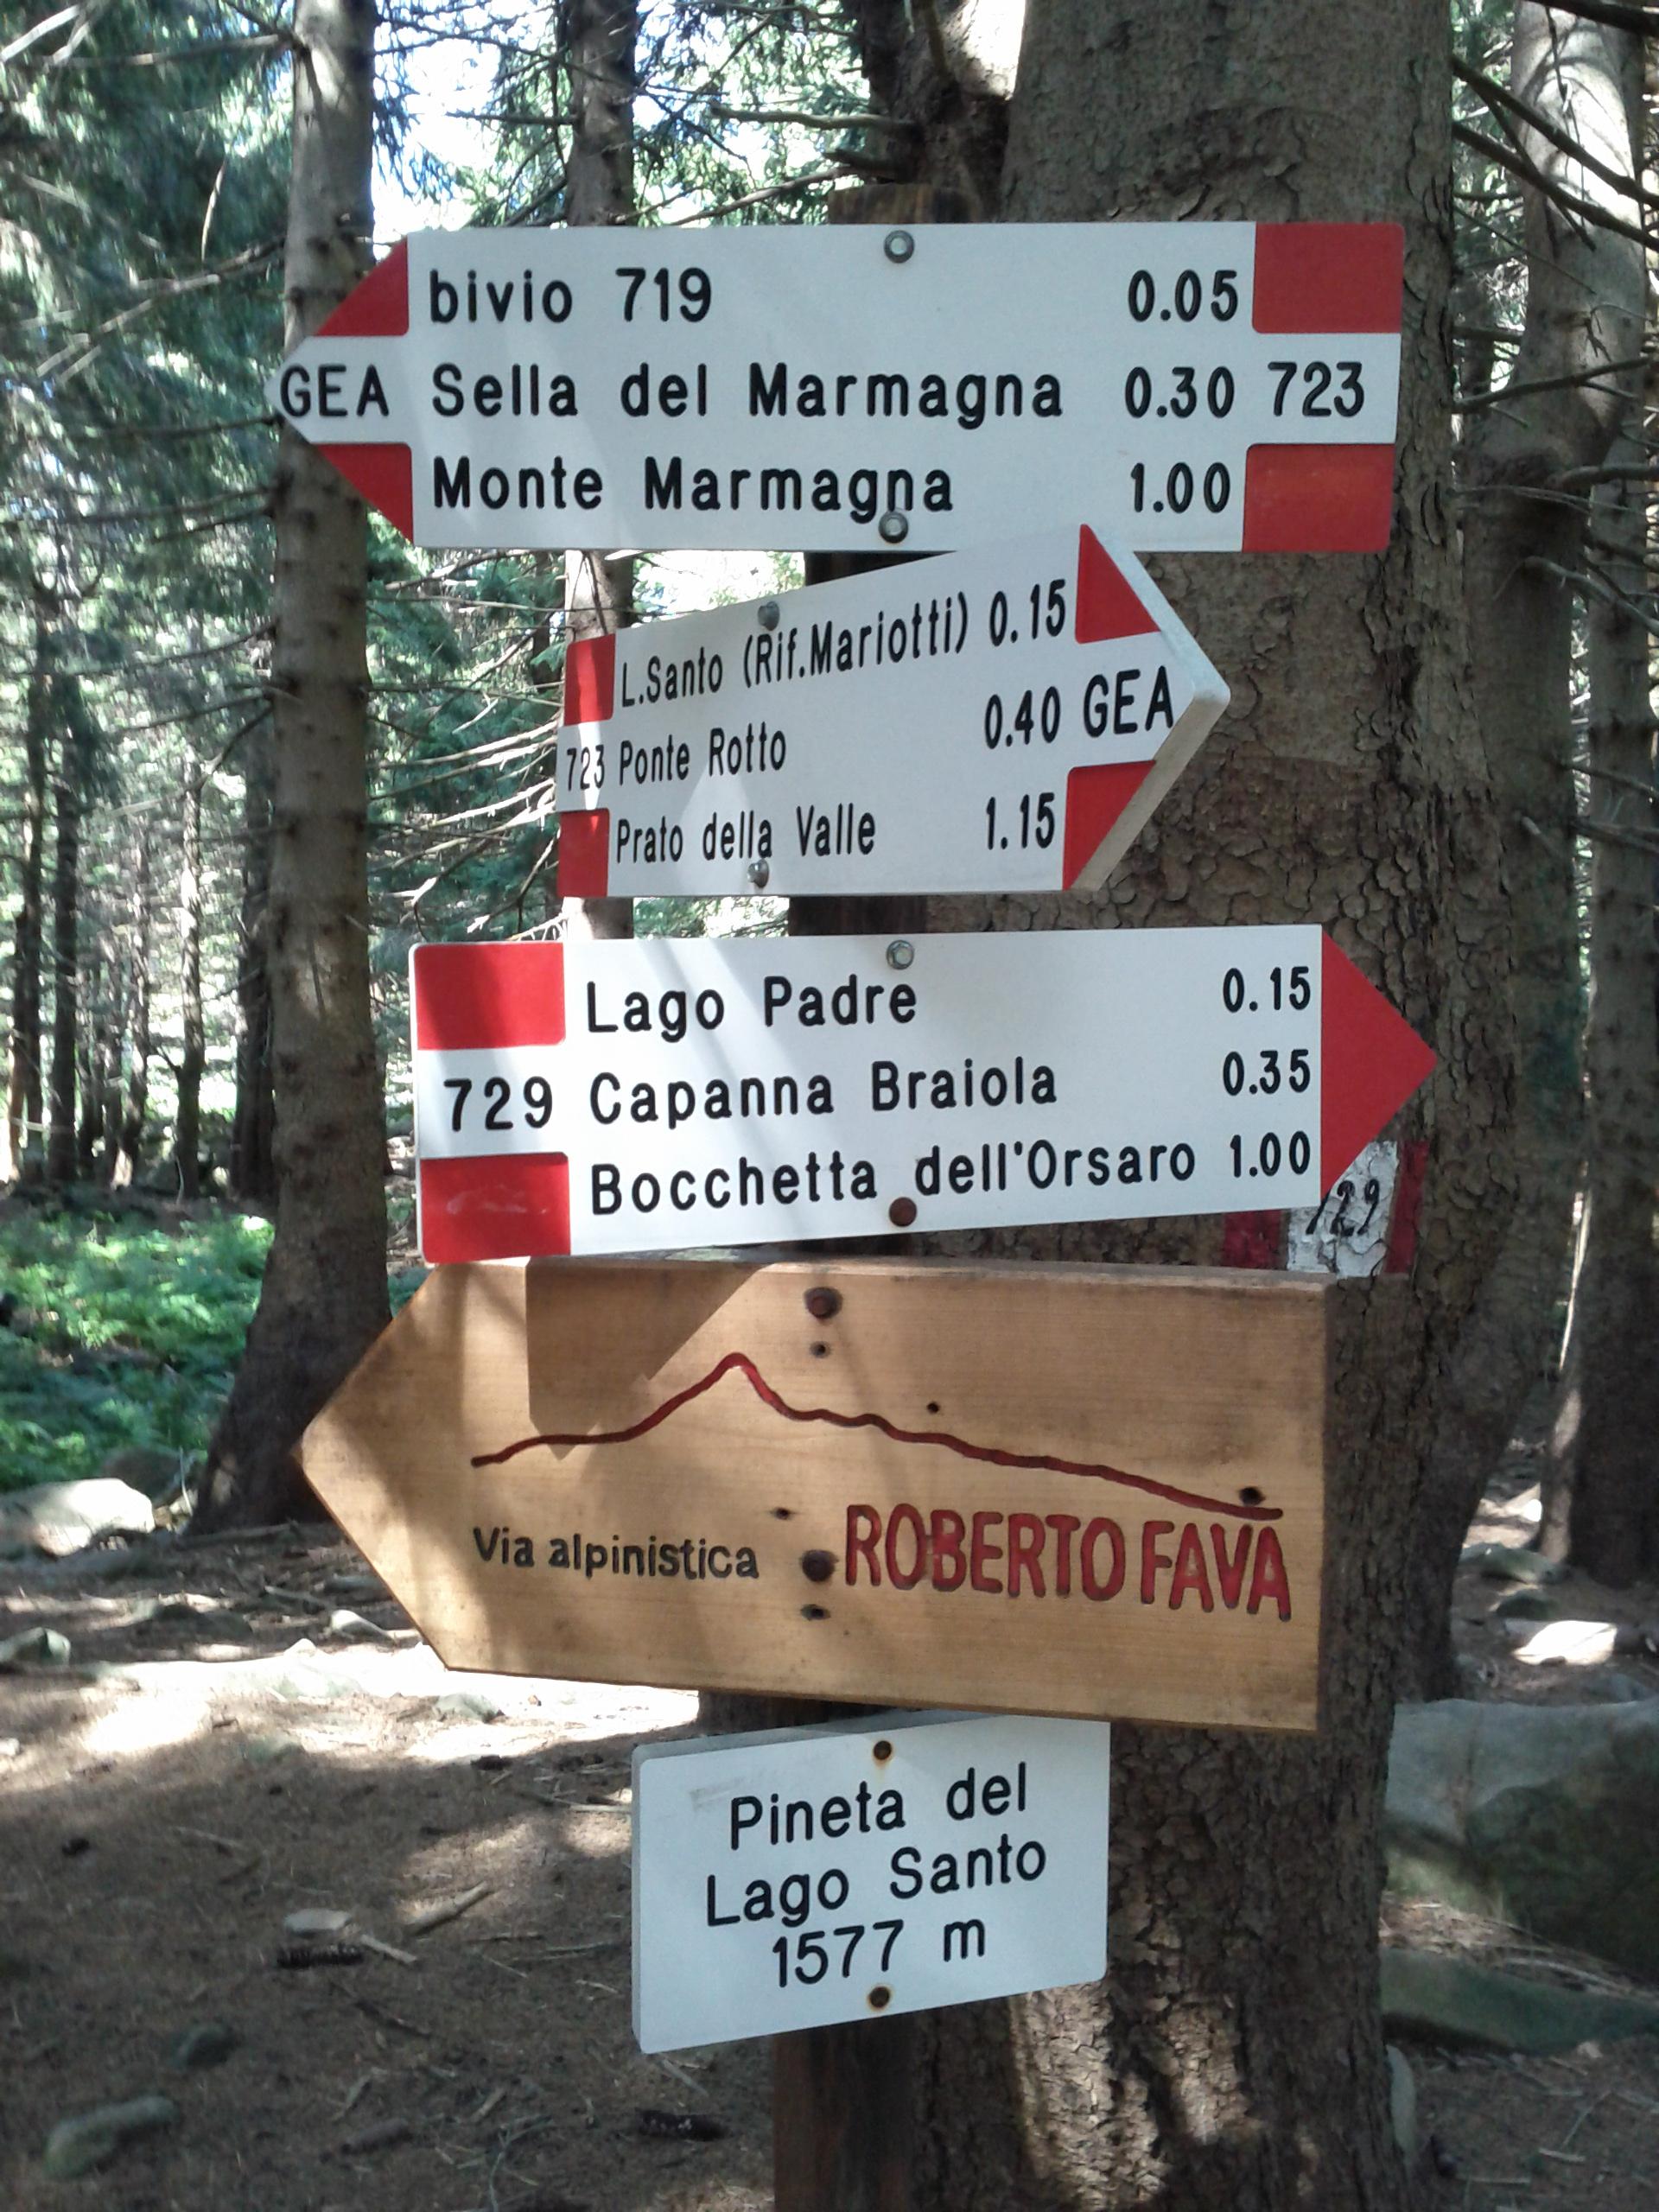 bivio 719 0.05
GEA Sella del Marmagna 0.30 723
Monte Marmagna 1.00
L.Santo (Rif.Mariotti) 0.15
723 Ponte Rotto 0.40 GEA
Prato della Valle 1.15
Lago Padre 0.15
729 Capanna Braiola 0.35
Bocchetta dell'Orsaro 1.00
729
Via alpinistica ROBERTO FAVA
Pineta del
Lago Santo
1577 m